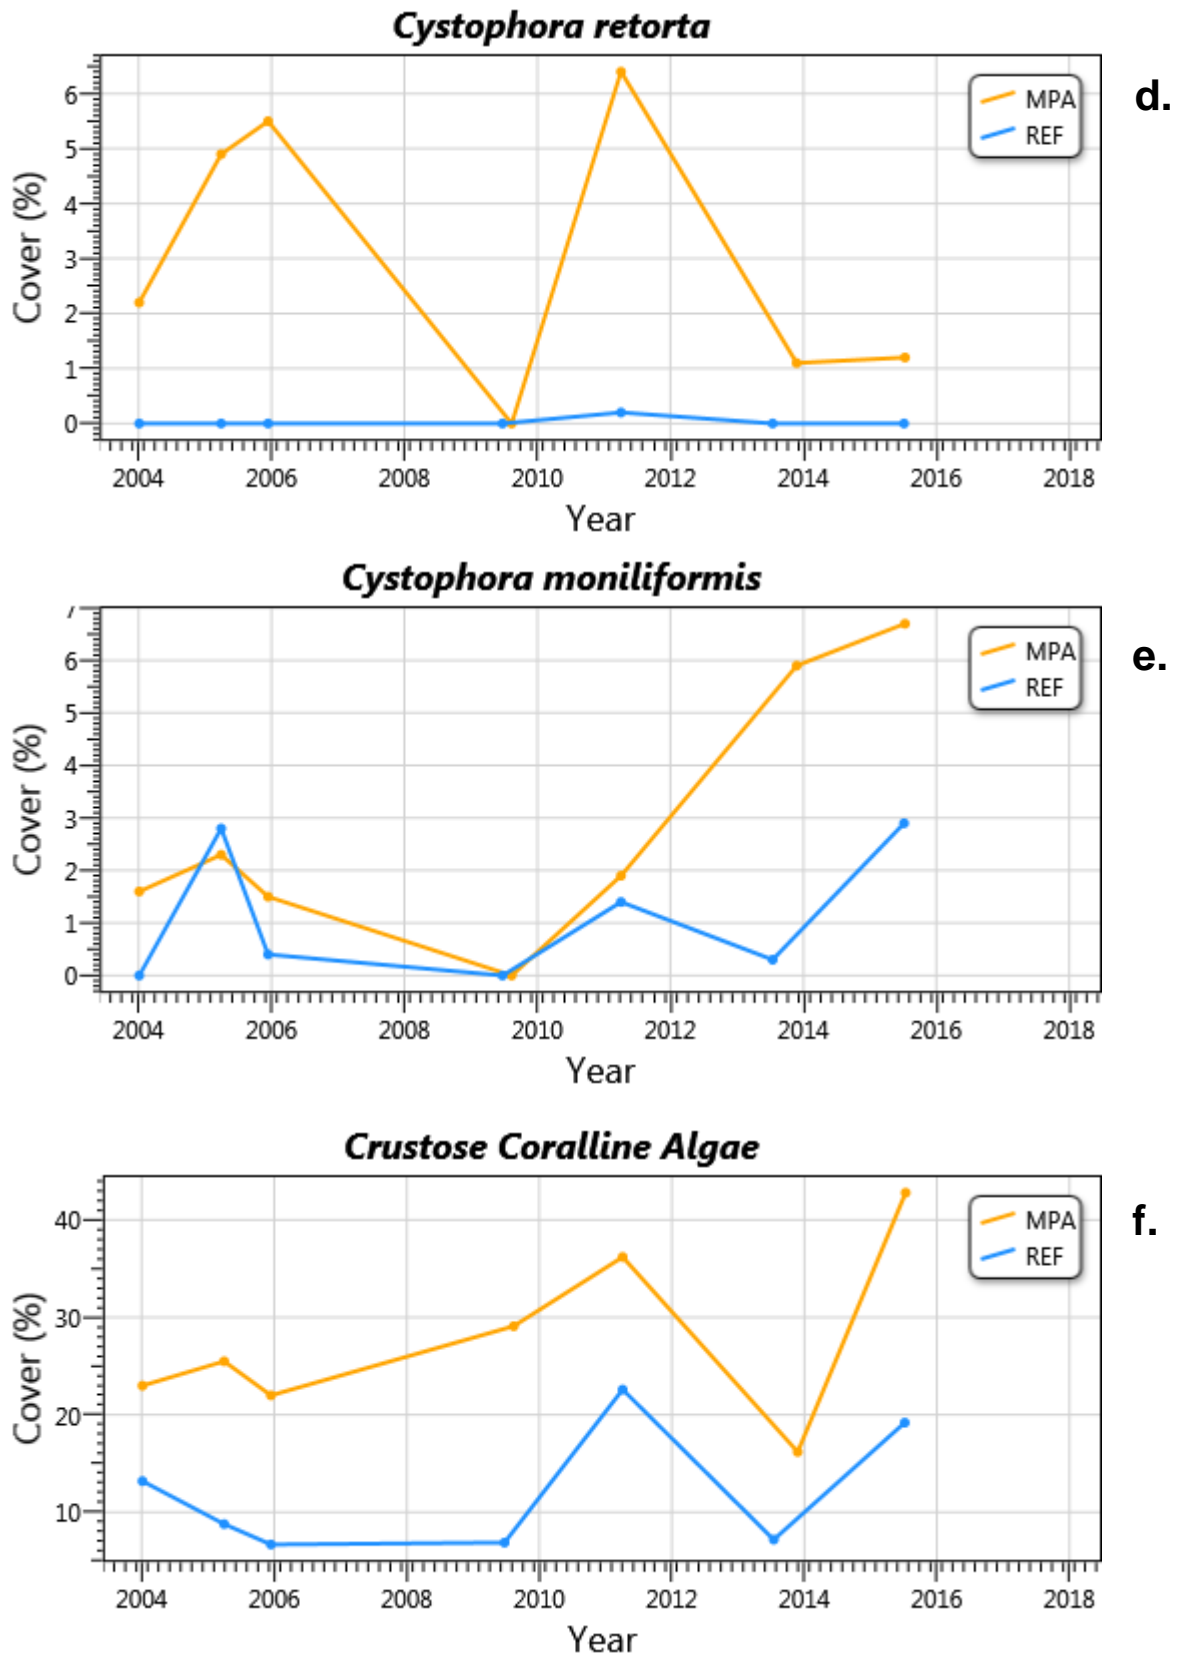 Cystophora retorta
d.
MPA
REF
6
5
4
3
2
1
0
Cover (%)
2004 2006 2008 2010 2012 2014 2016 2018
Year
Cystophora moniliformis
e.
MPA
REF
7
6
5
4
3
2
1
0
Cover (%)
2004 2006 2008 2010 2012 2014 2016 2018
Year
Crustose Coralline Algae
f.
MPA
REF
40
30
20
10
Cover (%)
2004 2006 2008 2010 2012 2014 2016 2018
Year